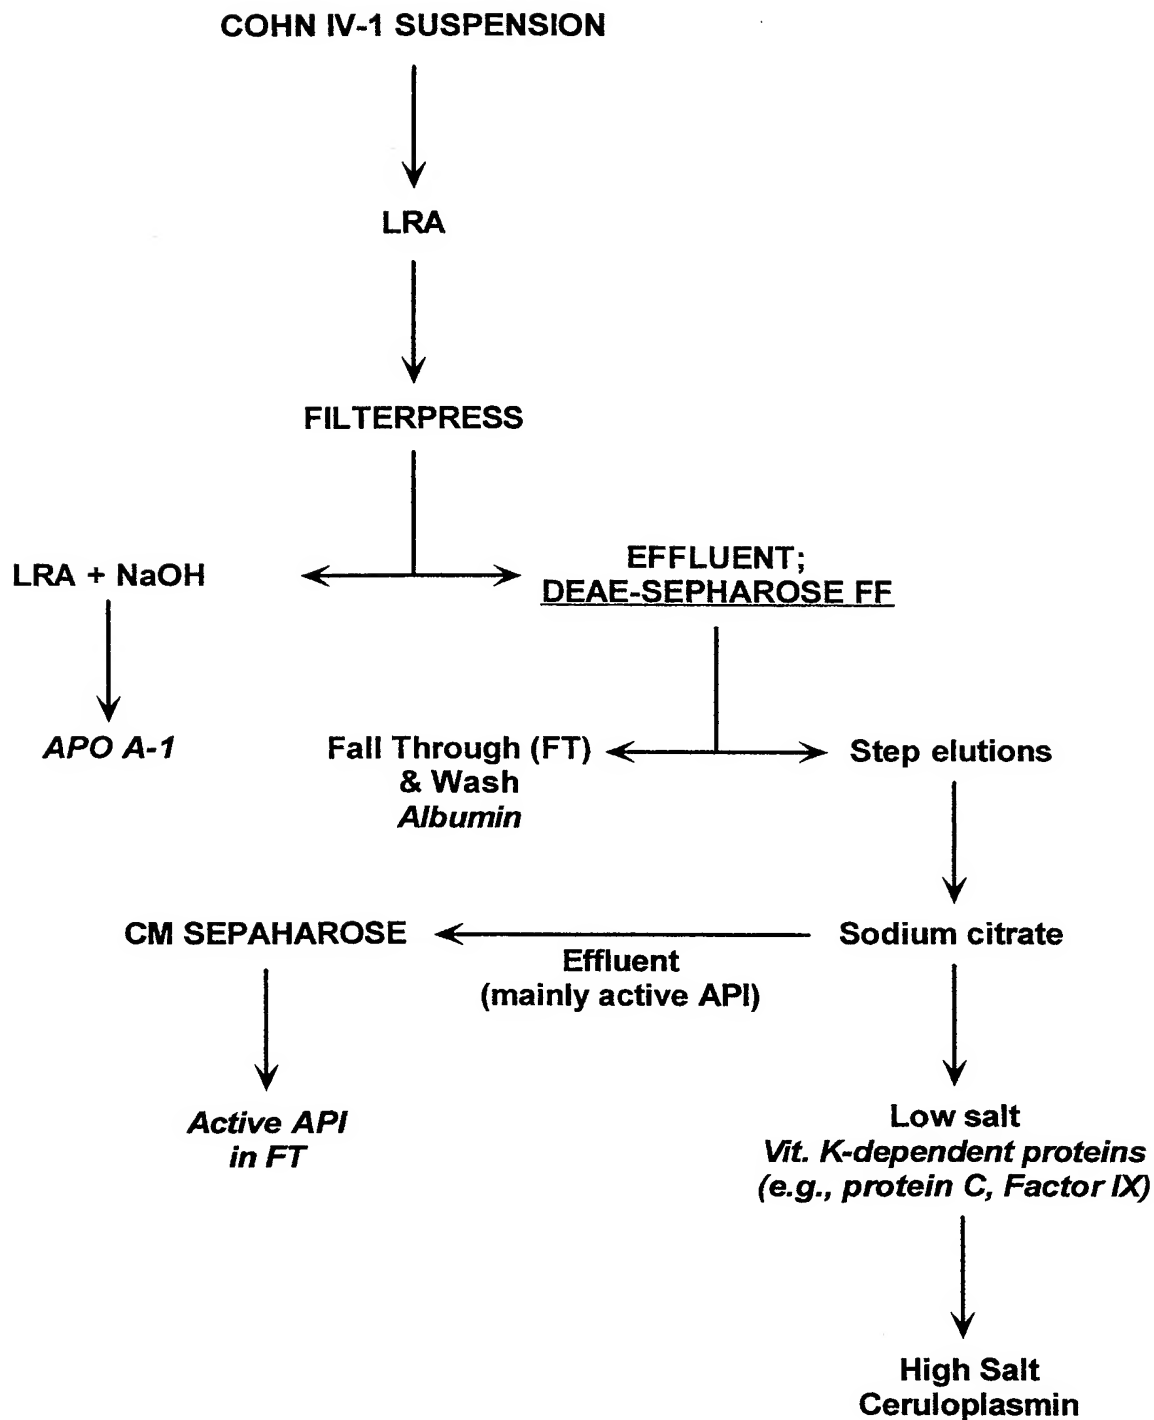 COHN IV-1 SUSPENSION
LRA
FILTERPRESS
LRA + NaOH
EFFLUENT;
DEAE-SEPHAROSE FF
APO A-1
Fall Through (FT)
& Wash
Albumin
Step elutions
CM SEPAHAROSE
Effluent
(mainly active API)
Sodium citrate
Active API
in FT
Low salt
Vit. K-dependent proteins
(e.g., protein C, Factor IX)
High Salt
Ceruloplasmin